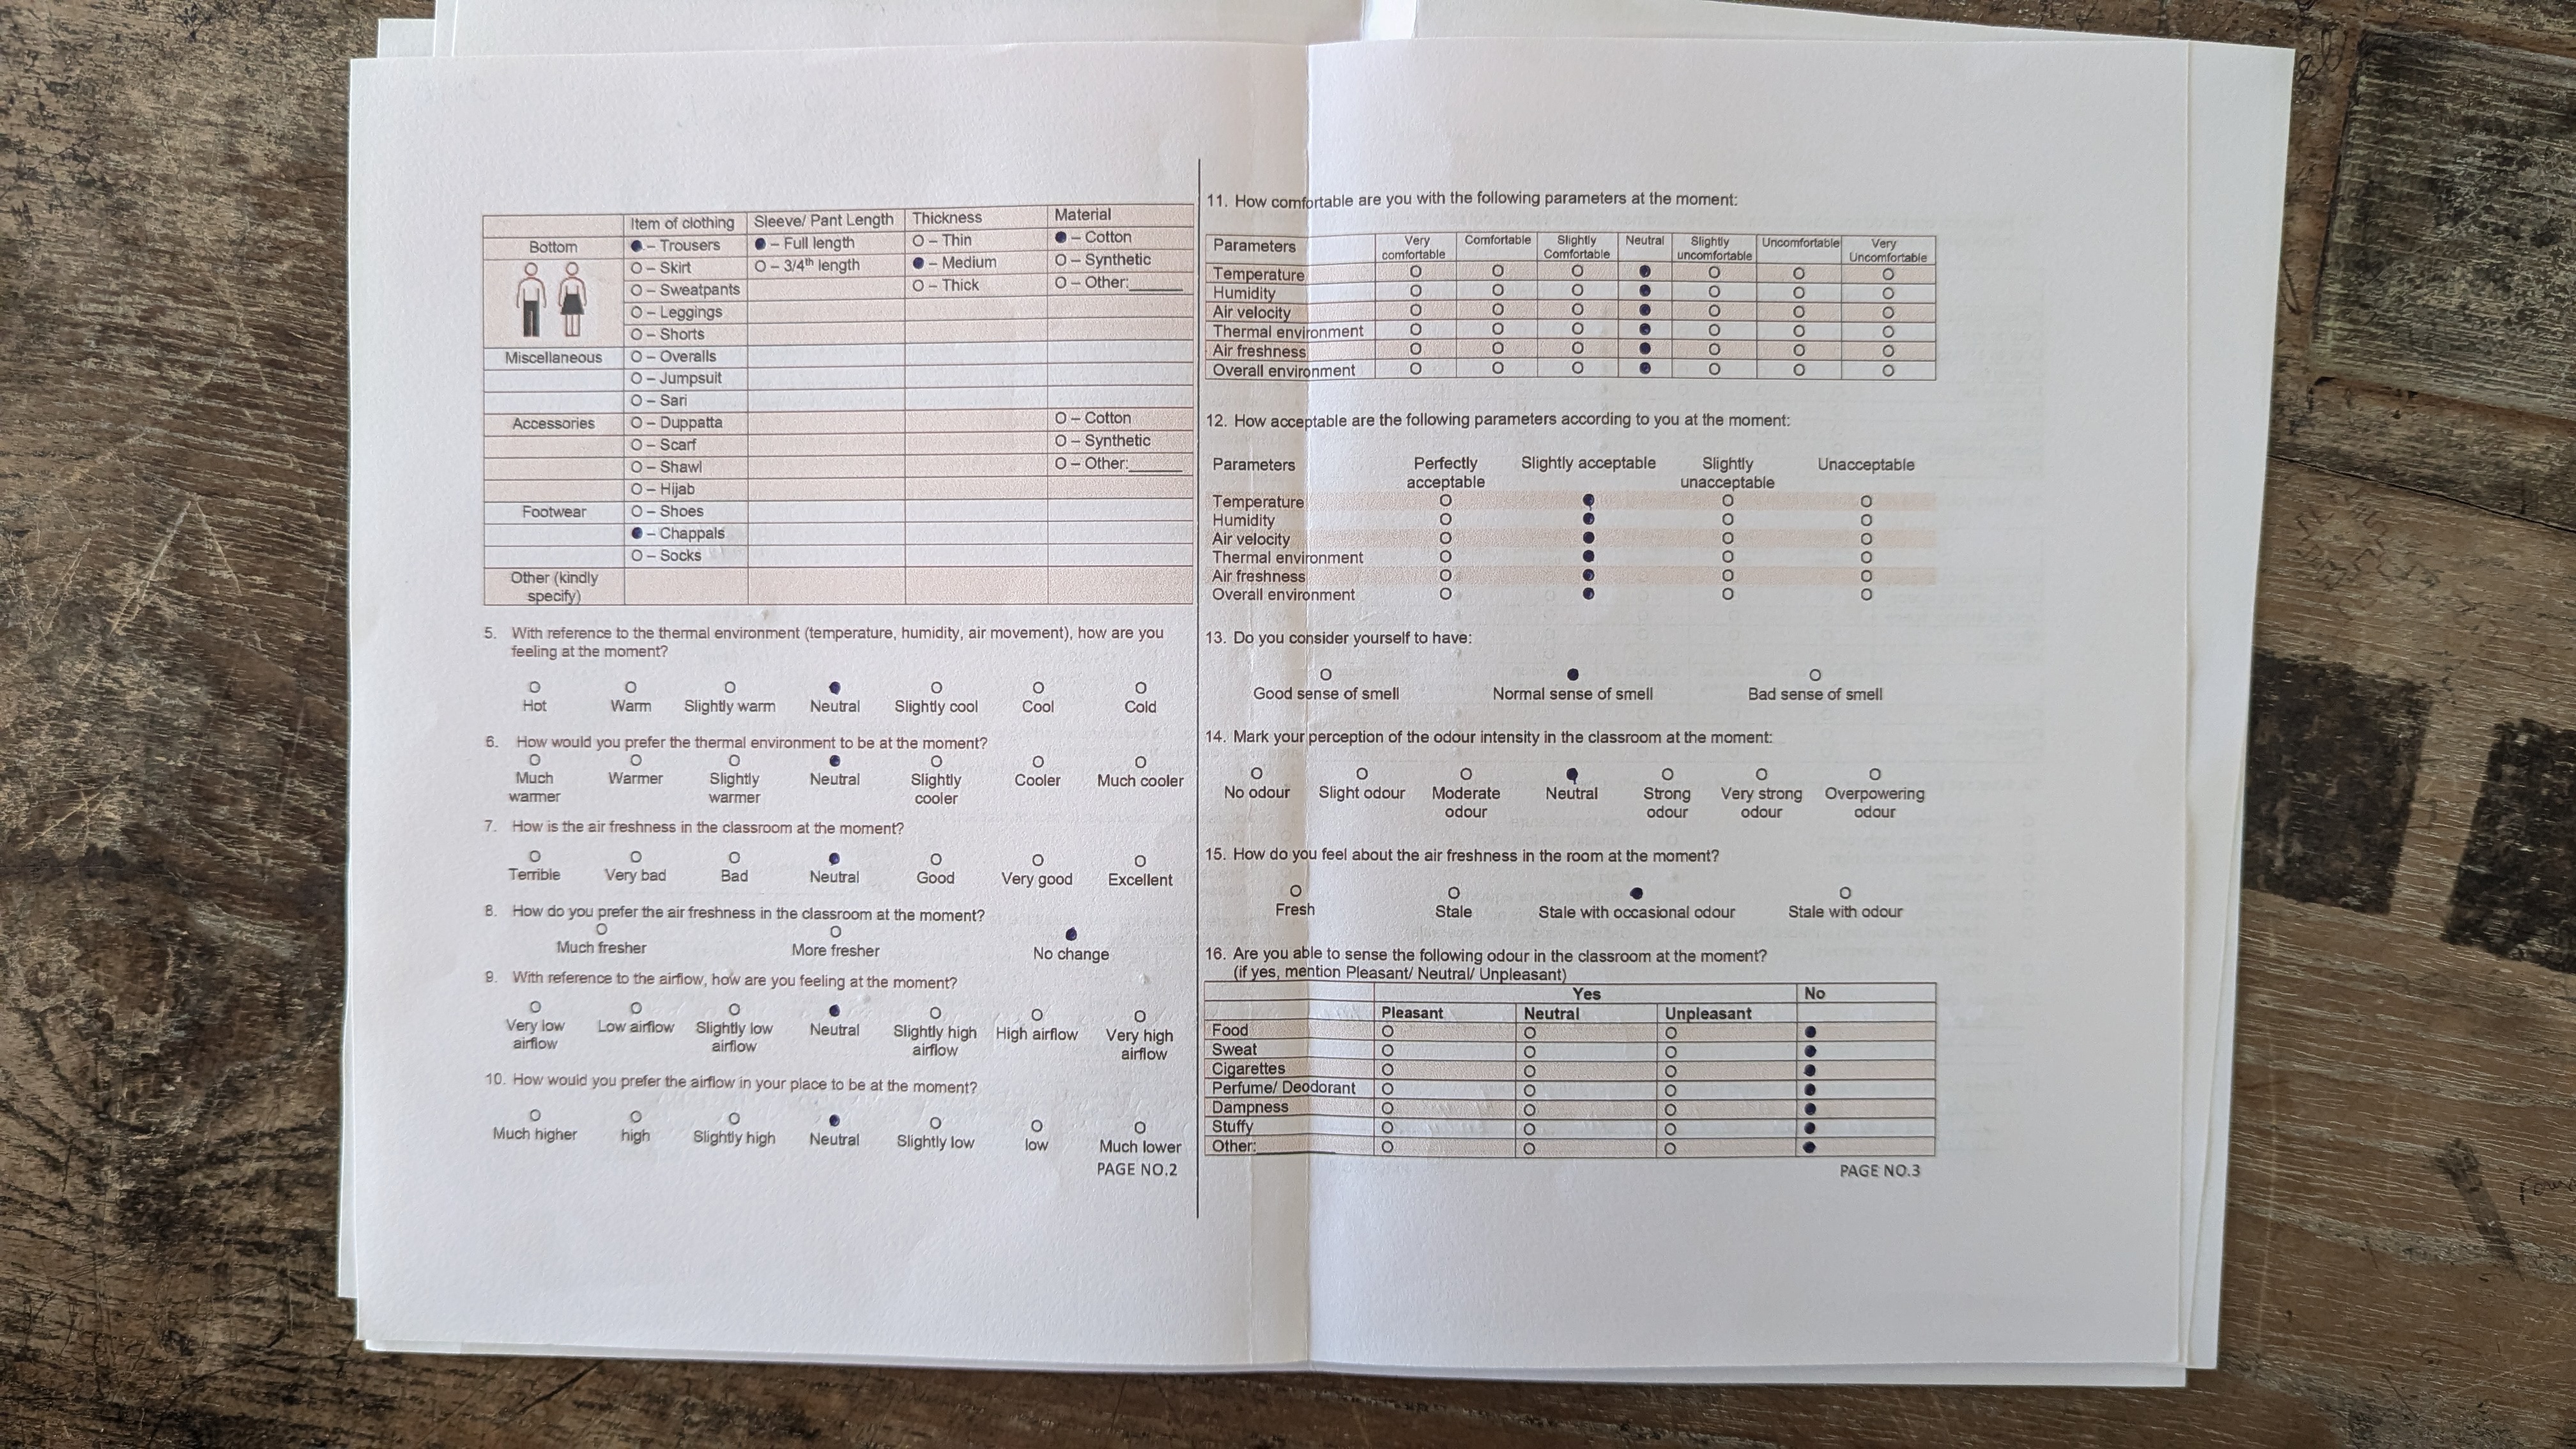 Item of clothing Sleeve/ Pant Length Thickness Material
Bottom ● – Trousers ● – Full length O – Thin ● – Cotton
O – Skirt O – 3/4th length ● – Medium O – Synthetic
O – Sweatpants O – Thick O – Other:______
O – Leggings
O – Shorts
Miscellaneous O – Overalls
O – Jumpsuit
O – Sari
Accessories O – Duppatta O – Cotton
O – Scarf O – Synthetic
O – Shawl O – Other:______
O – Hijab
Footwear O – Shoes
● – Chappals
O – Socks
Other (kindly
specify)
5. With reference to the thermal environment (temperature, humidity, air movement), how are you
feeling at the moment?
O O O ● O O O
Hot Warm Slightly warm Neutral Slightly cool Cool Cold
6. How would you prefer the thermal environment to be at the moment?
O O O ● O O O
Much Warmer Slightly Neutral Slightly Cooler Much cooler
warmer warmer cooler
7. How is the air freshness in the classroom at the moment?
O O O ● O O O
Terrible Very bad Bad Neutral Good Very good Excellent
8. How do you prefer the air freshness in the classroom at the moment?
O O ●
Much fresher More fresher No change
9. With reference to the airflow, how are you feeling at the moment?
O O O ● O O O
Very low Low airflow Slightly low Neutral Slightly high High airflow Very high
airflow airflow airflow airflow
10. How would you prefer the airflow in your place to be at the moment?
O O O ● O O O
Much higher high Slightly high Neutral Slightly low low Much lower
PAGE NO.2
11. How comfortable are you with the following parameters at the moment:
Parameters Very Comfortable Slightly Neutral Slightly Uncomfortable Very
comfortable Comfortable uncomfortable Uncomfortable
Temperature O O O ● O O O
Humidity O O O ● O O O
Air velocity O O O ● O O O
Thermal environment O O O ● O O O
Air freshness O O O ● O O O
Overall environment O O O ● O O O
12. How acceptable are the following parameters according to you at the moment:
Parameters Perfectly Slightly acceptable Slightly Unacceptable
acceptable unacceptable
Temperature O ● O O
Humidity O ● O O
Air velocity O ● O O
Thermal environment O ● O O
Air freshness O ● O O
Overall environment O ● O O
13. Do you consider yourself to have:
O ● O
Good sense of smell Normal sense of smell Bad sense of smell
14. Mark your perception of the odour intensity in the classroom at the moment:
O O O ● O O O
No odour Slight odour Moderate Neutral Strong Very strong Overpowering
odour odour odour odour
15. How do you feel about the air freshness in the room at the moment?
O O ● O
Fresh Stale Stale with occasional odour Stale with odour
16. Are you able to sense the following odour in the classroom at the moment?
(if yes, mention Pleasant/ Neutral/ Unpleasant)
Yes No
Pleasant Neutral Unpleasant
Food O O O ●
Sweat O O O ●
Cigarettes O O O ●
Perfume/ Deodorant O O O ●
Dampness O O O ●
Stuffy O O O ●
Other:__________ O O O ●
PAGE NO.3